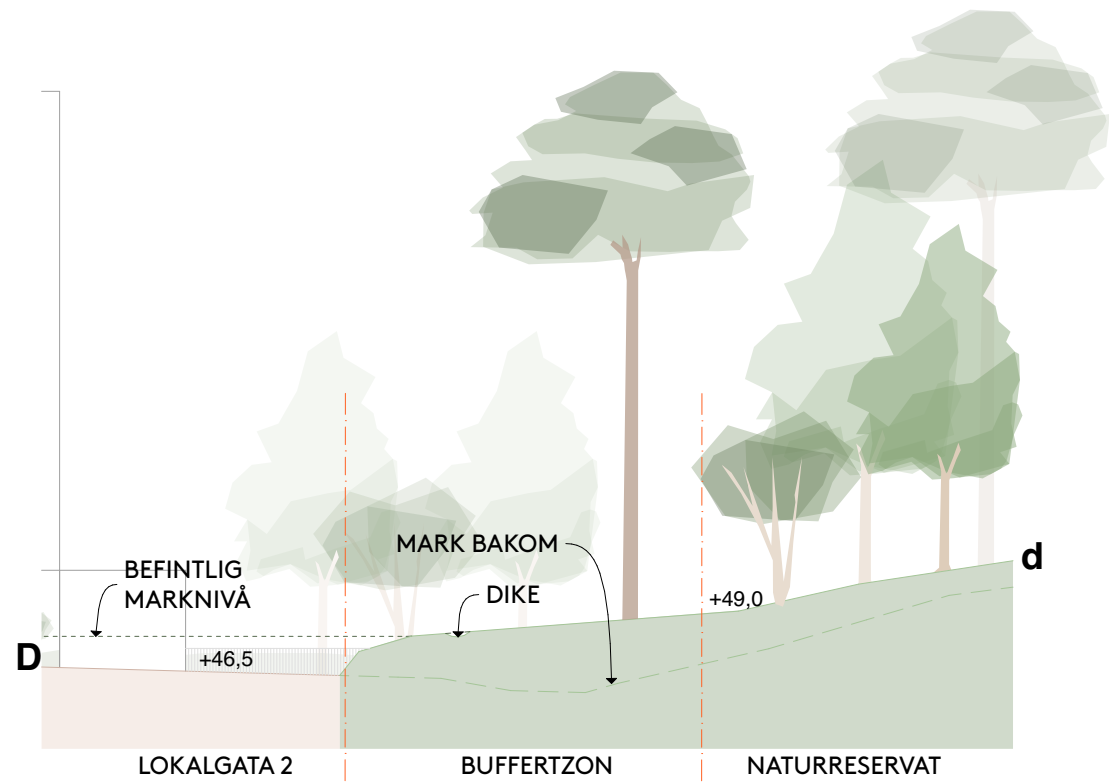 MARK BAKOM
d
BEFINTLIG
MARKNIVÅ
DIKE
+49,0
D
+46,5
LOKALGATA 2
BUFFERTZON
NATURRESERVAT